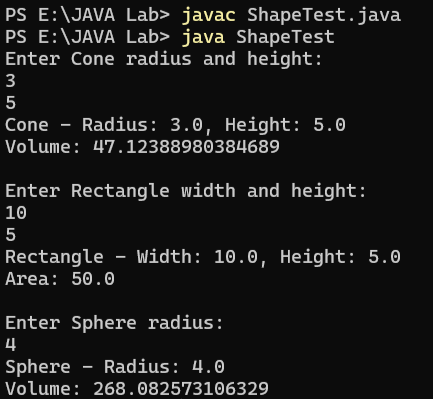 PS E:\JAVA Lab> javac ShapeTest.java
PS E:\JAVA Lab> java ShapeTest
Enter Cone radius and height:
3
5
Cone - Radius: 3.0, Height: 5.0
Volume: 47.12388980384689
Enter Rectangle width and height:
10
5
Rectangle - Width: 10.0, Height: 5.0
Area: 50.0
Enter Sphere radius:
4
Sphere - Radius: 4.0
Volume: 268.082573106329